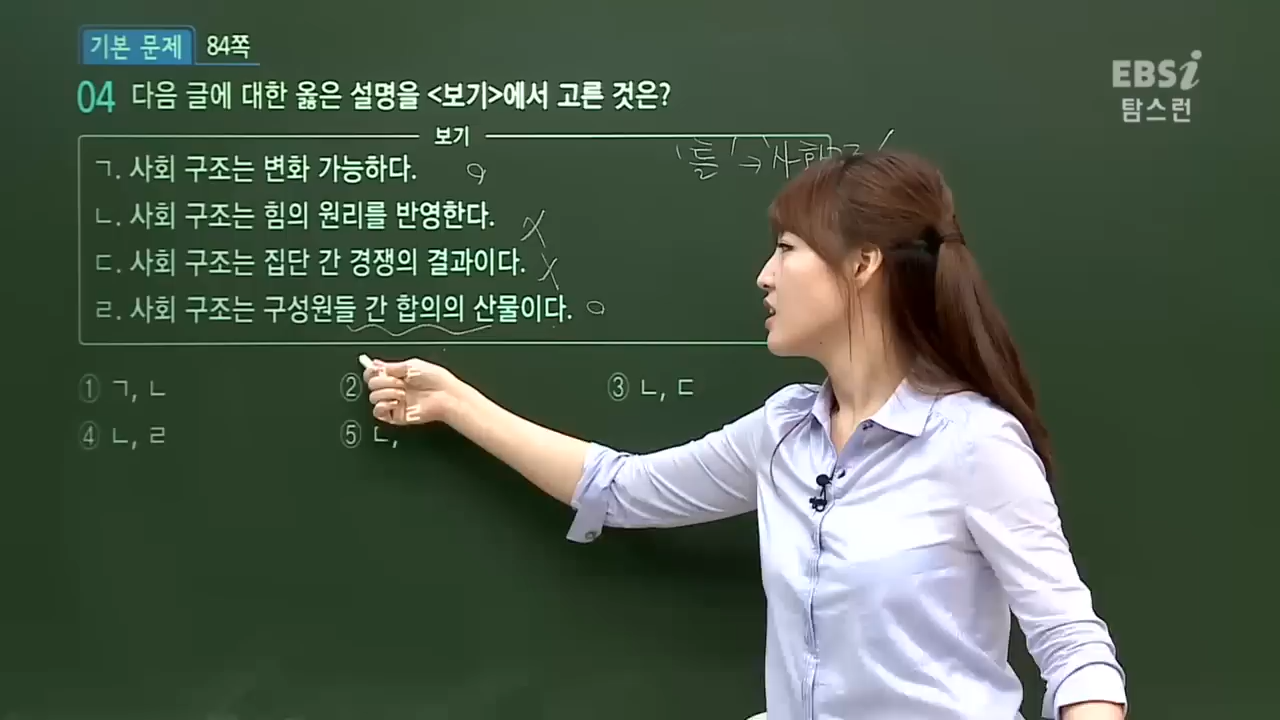 기본 문제 84쪽
EBSi
탐스런
04 다음 글에 대한 옳은 설명을 <보기>에서 고른 것은?
보기
'틀' → 사회
ㄱ. 사회 구조는 변화 가능하다.
ㄴ. 사회 구조는 힘의 원리를 반영한다. X
ㄷ. 사회 구조는 집단 간 경쟁의 결과이다. X
ㄹ. 사회 구조는 구성원들 간 합의의 산물이다.
① ㄱ, ㄴ ② ③ ㄴ, ㄷ
④ ㄴ, ㄹ ⑤ ㄷ,